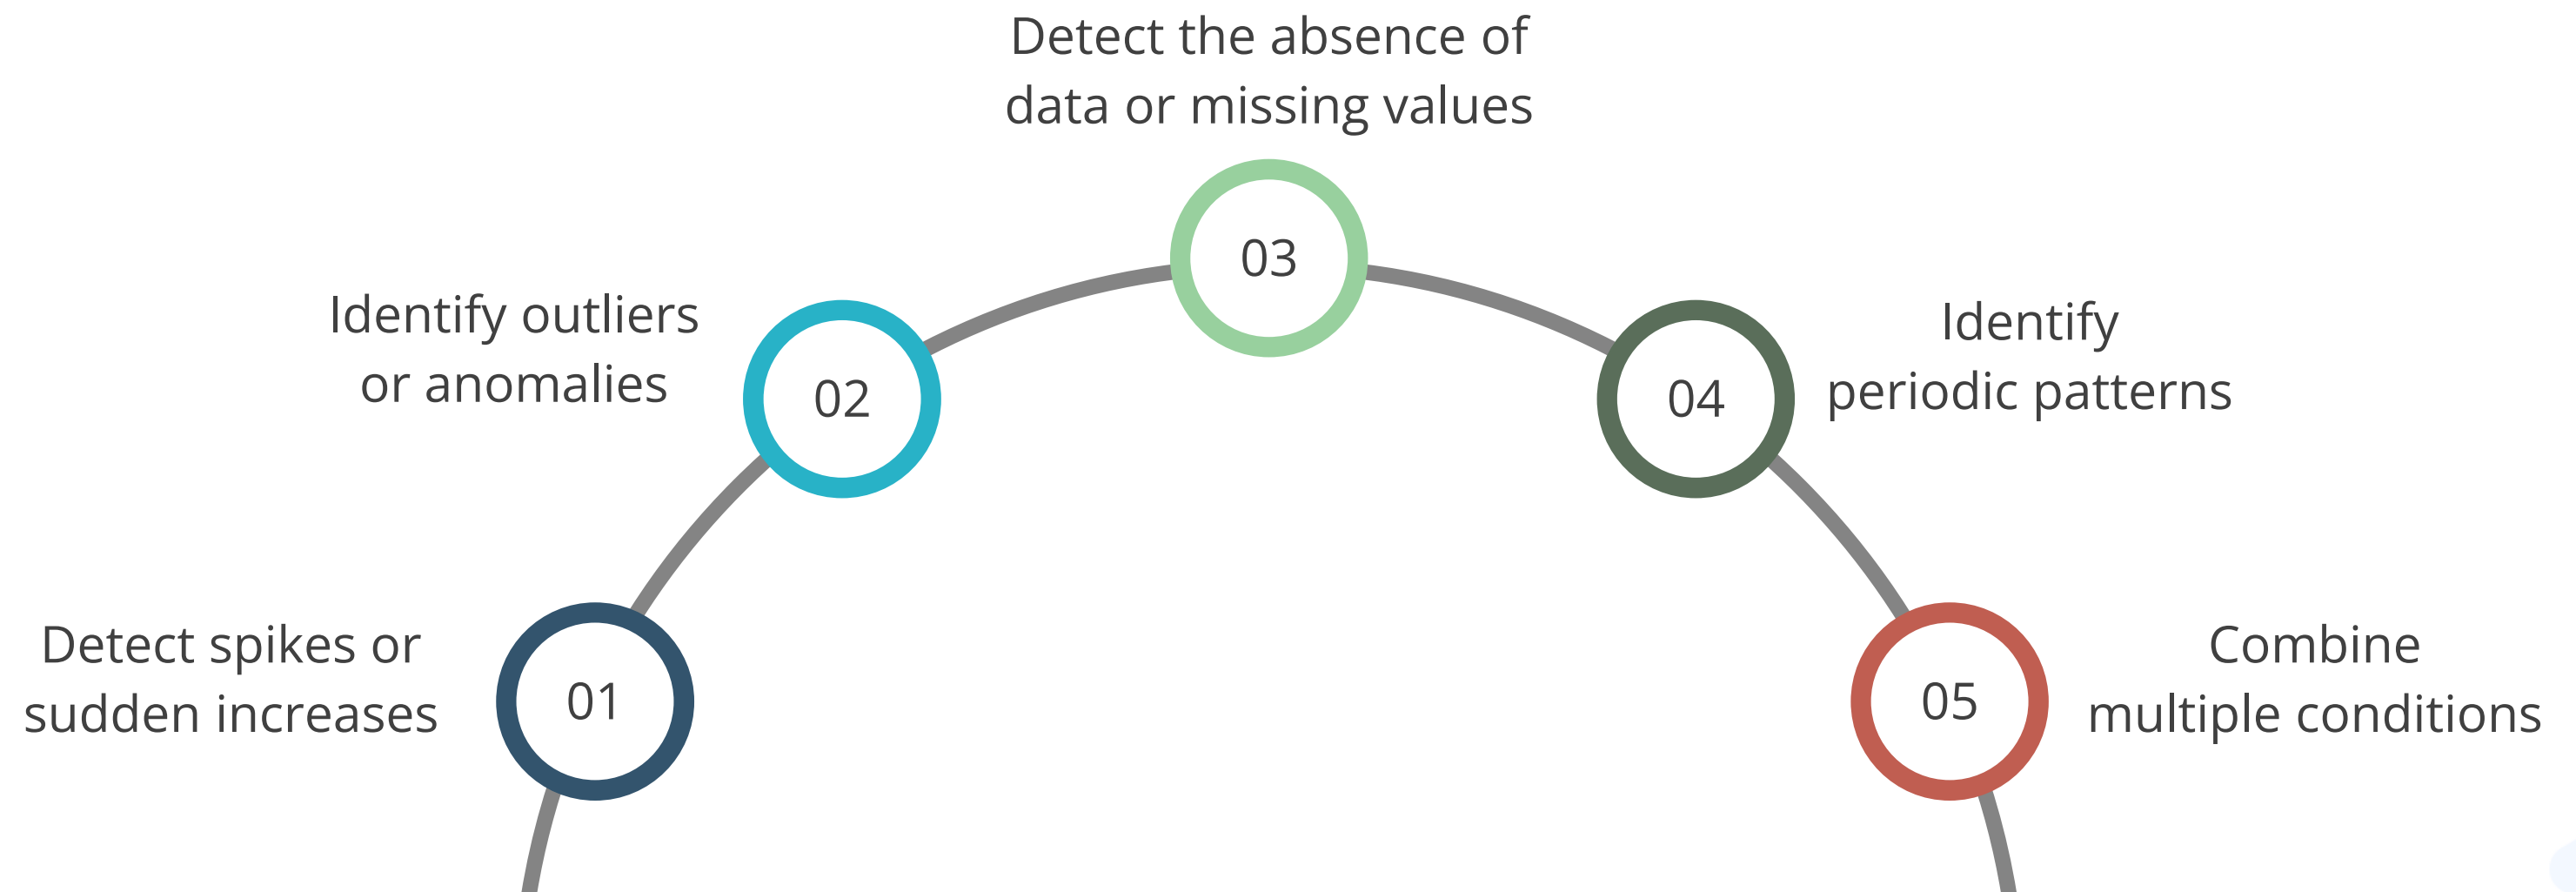 Detect the absence of
data or missing values
03
Identify outliers
or anomalies
02
Identify
periodic patterns
04
Detect spikes or
sudden increases
01
Combine
multiple conditions
05